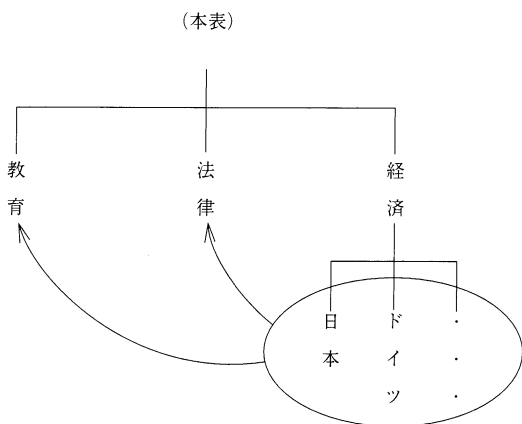 （本表）
教育
法律
経済
日本
ドイツ
・・・